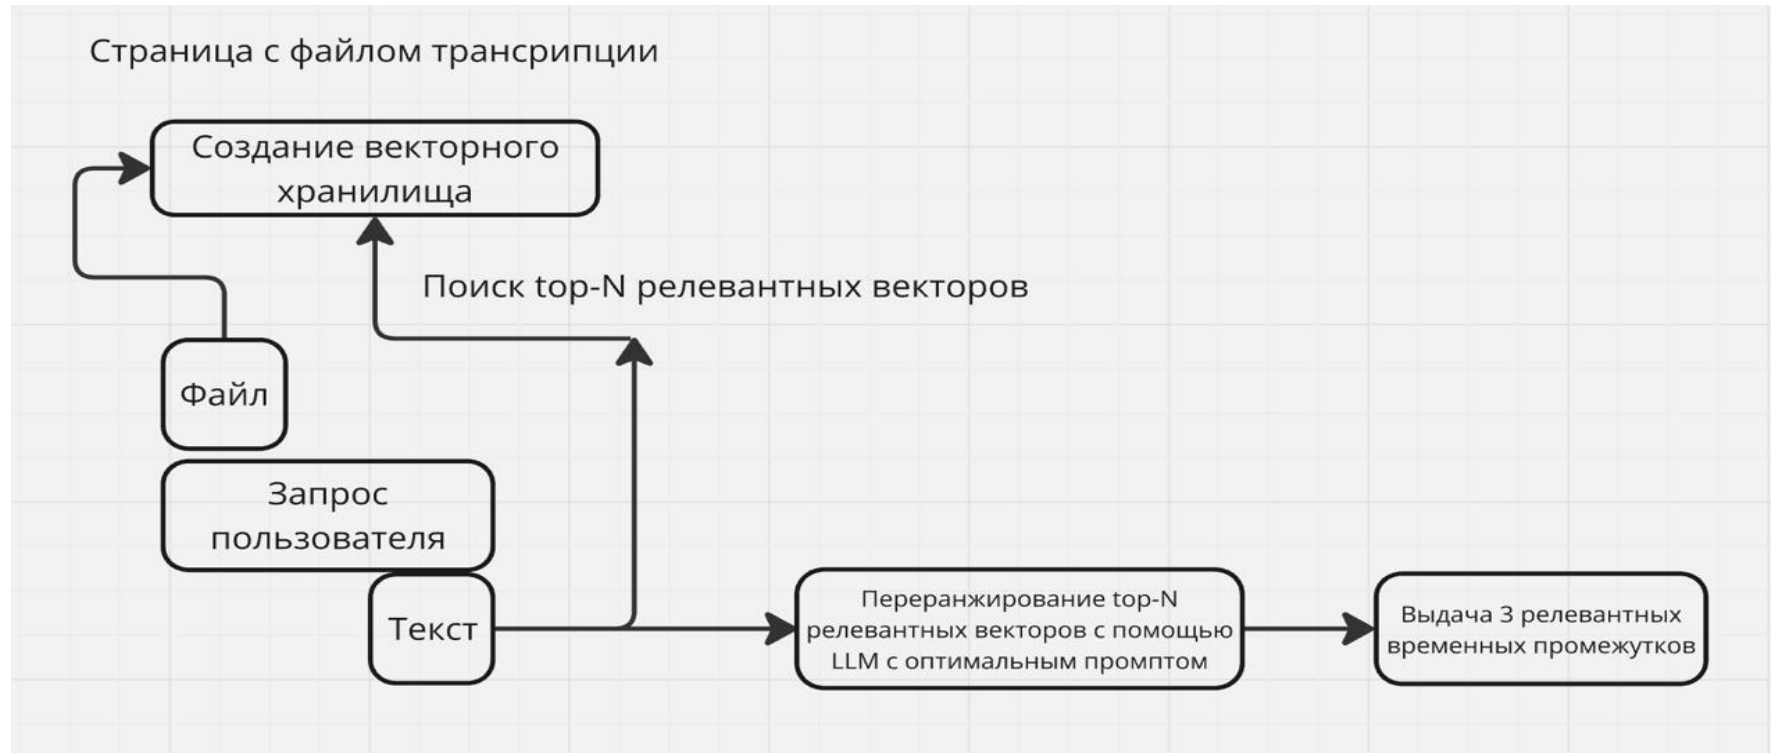 Страница с файлом трансрипции
Создание векторного
хранилища
Поиск top-N релевантных векторов
Файл
Запрос
пользователя
Текст
Переранжирование top-N
релевантных векторов с помощью
LLM с оптимальным промптом
Выдача 3 релевантных
временных промежутков